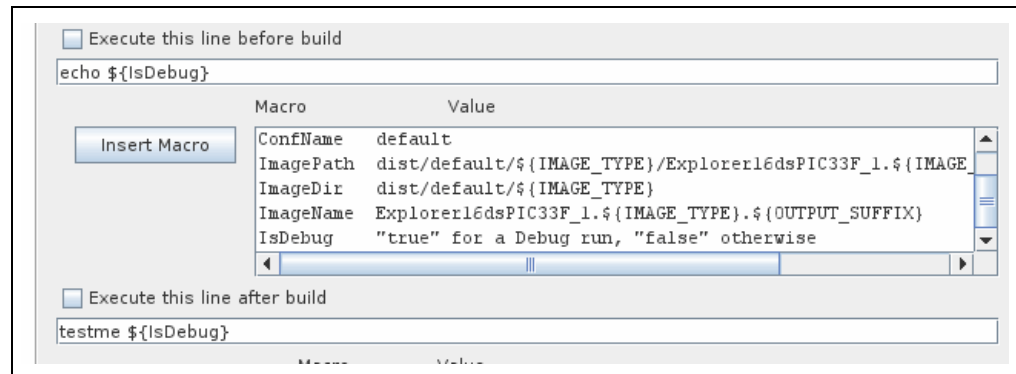 Execute this line before build
echo ${IsDebug}
Macro Value
Insert Macro
ConfName default
ImagePath dist/default/${IMAGE_TYPE}/Explorer16dsPIC33F_1.${IMAGE_
ImageDir dist/default/${IMAGE_TYPE}
ImageName Explorer16dsPIC33F_1.${IMAGE_TYPE}.${OUTPUT_SUFFIX}
IsDebug "true" for a Debug run, "false" otherwise
Execute this line after build
testme ${IsDebug}
Macro Value